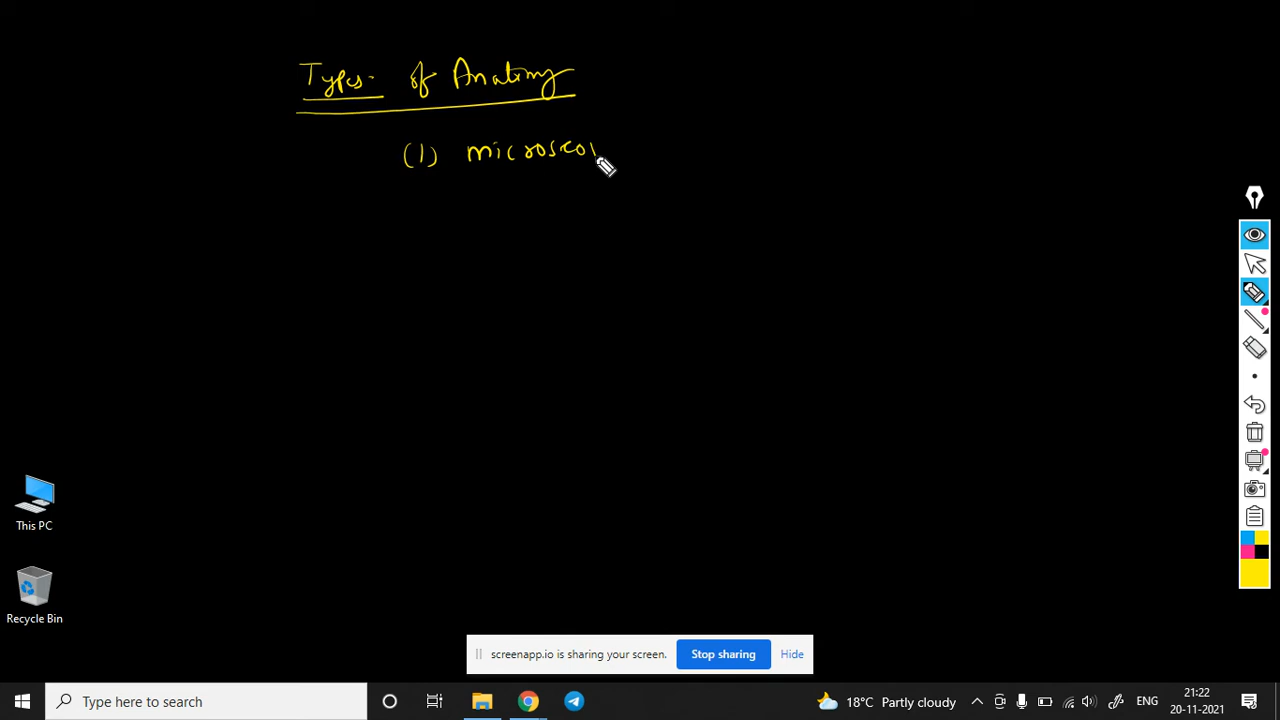 Types of Anatomy
(1) microscop
This PC
Recycle Bin
screenapp.io is sharing your screen.
Stop sharing
Hide
Type here to search
18°C Partly cloudy
ENG
21:22
20-11-2021